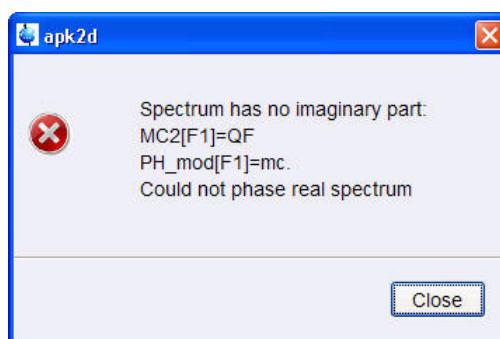 apk2d
Spectrum has no imaginary part:
MC2[F1]=QF
PH_mod[F1]=mc.
Could not phase real spectrum
Close